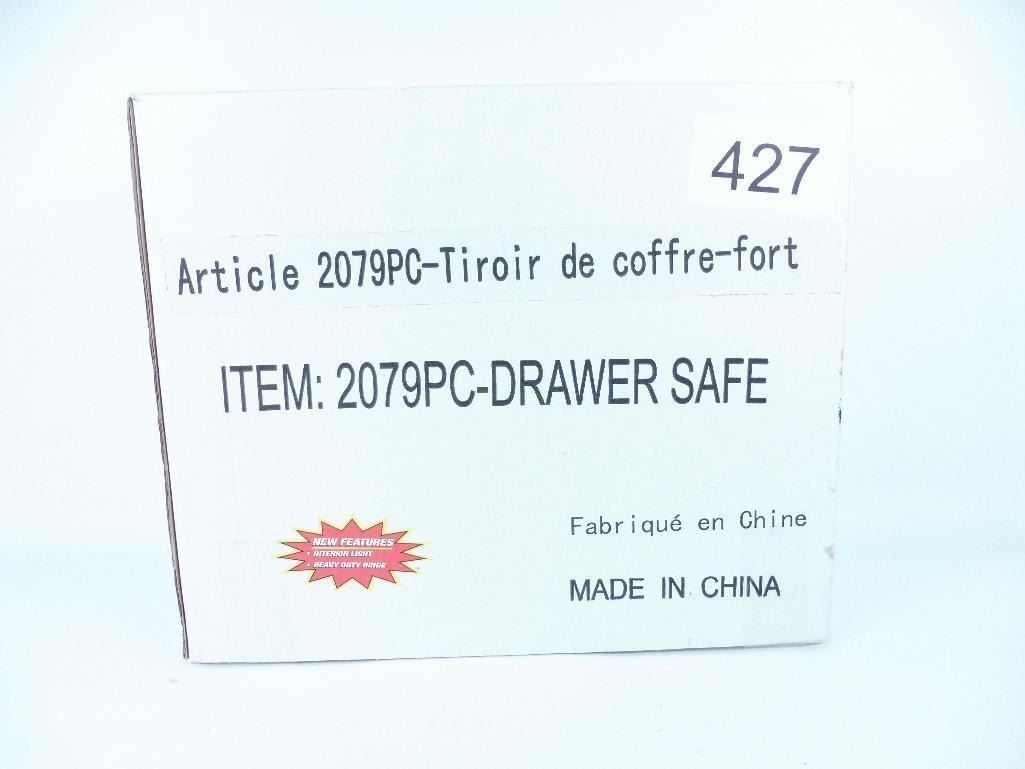 427
Article 2079PC-Tiroir de coffre-fort
ITEM: 2079PC-DRAWER SAFE
NEW FEATURES
• INTERIOR LIGHT
• HEAVY DUTY HINGE
Fabriqué en Chine
MADE IN CHINA